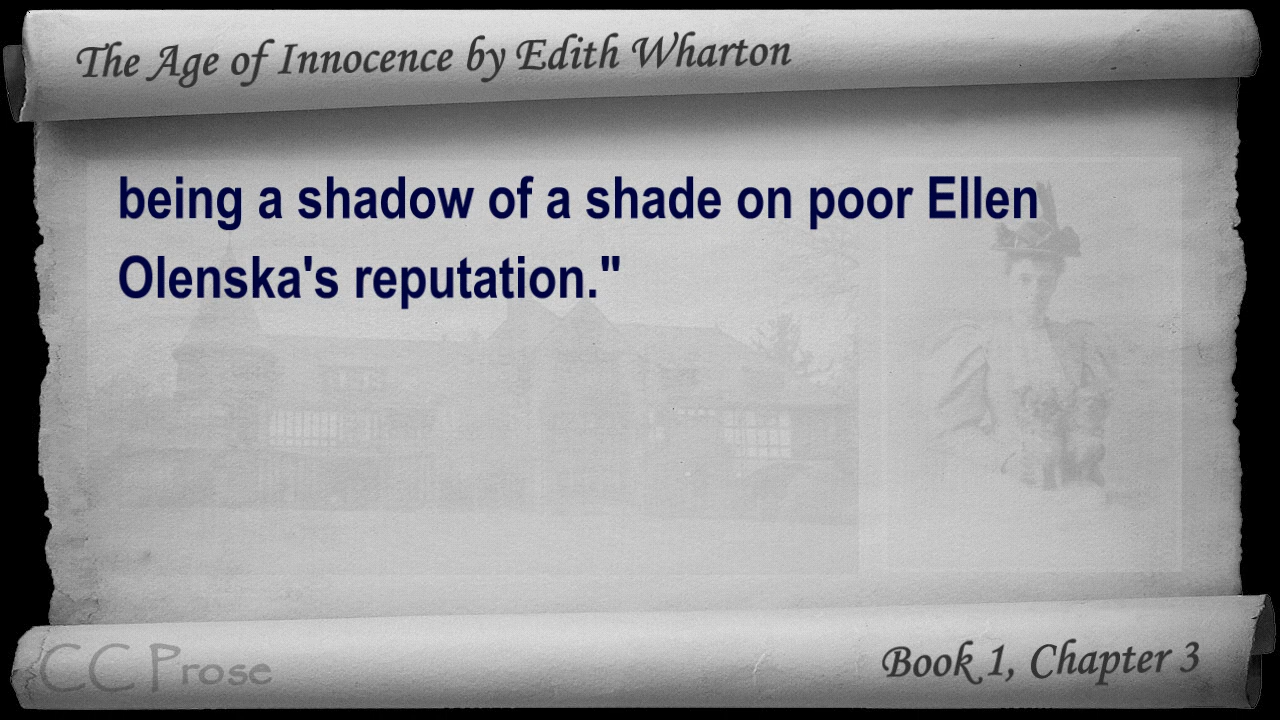 The Age of Innocence by Edith Wharton
being a shadow of a shade on poor Ellen
Olenska's reputation."
CC Prose
Book 1, Chapter 3